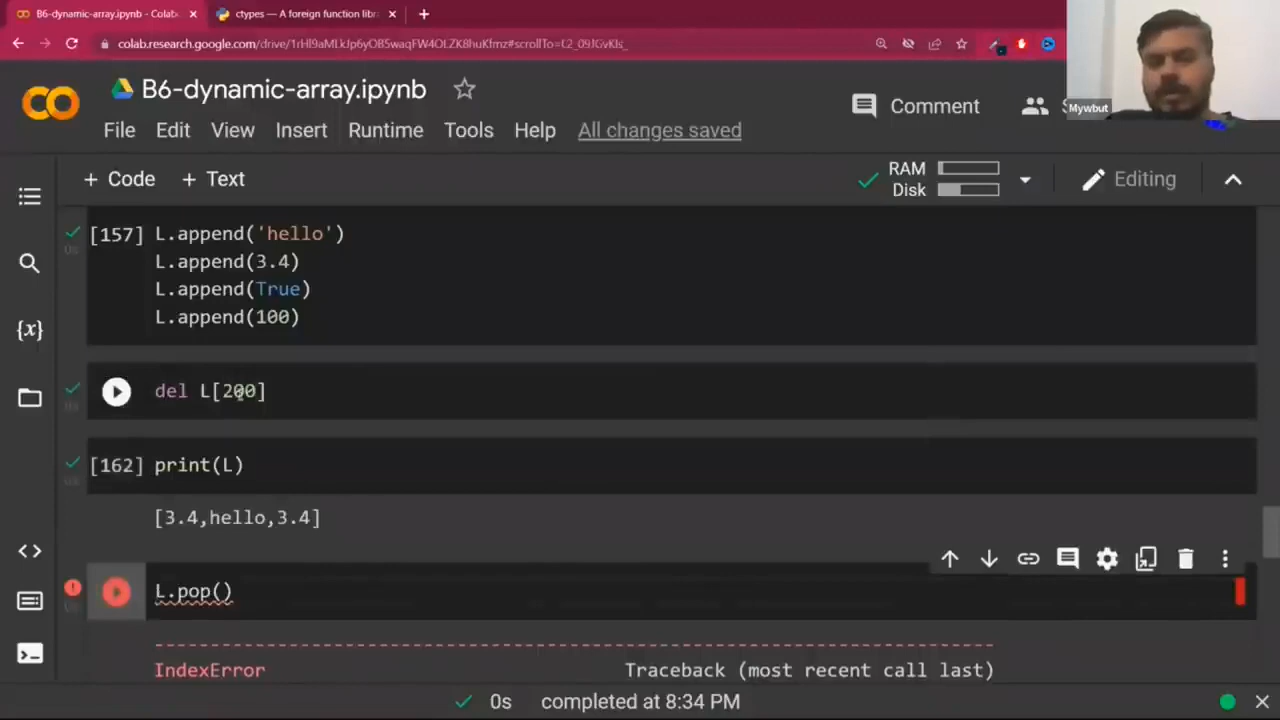 B6-dynamic-array.ipynb - Colab
ctypes — A foreign function libr
colab.research.google.com/drive/
B6-dynamic-array.ipynb
Comment
Mywbut
File Edit View Insert Runtime Tools Help All changes saved
+ Code + Text
RAM
Disk
Editing
[157] L.append('hello')
0s
L.append(3.4)
L.append(True)
L.append(100)
del L[200]
[162] print(L)
[3.4,hello,3.4]
{x}
L.pop()
IndexError Traceback (most recent call last)
0s completed at 8:34 PM